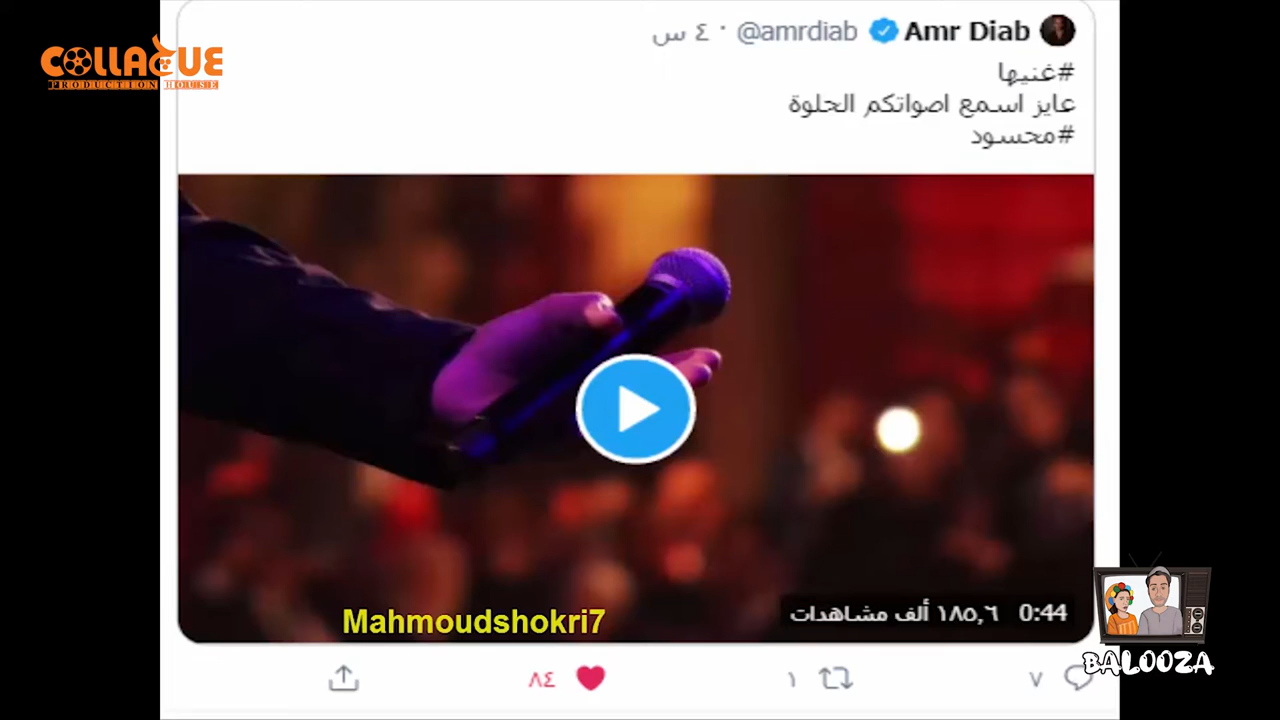 COLLAGUE
PRODUCTION HOUSE
Amr Diab @amrdiab · ٤ س
#غنيها
عايز اسمع اصواتكم الحلوة
#محسود
Mahmoudshokri7
0:44 ١٨٥,٦ ألف مشاهدات
٧ ١ ٨٤
BALOOZA